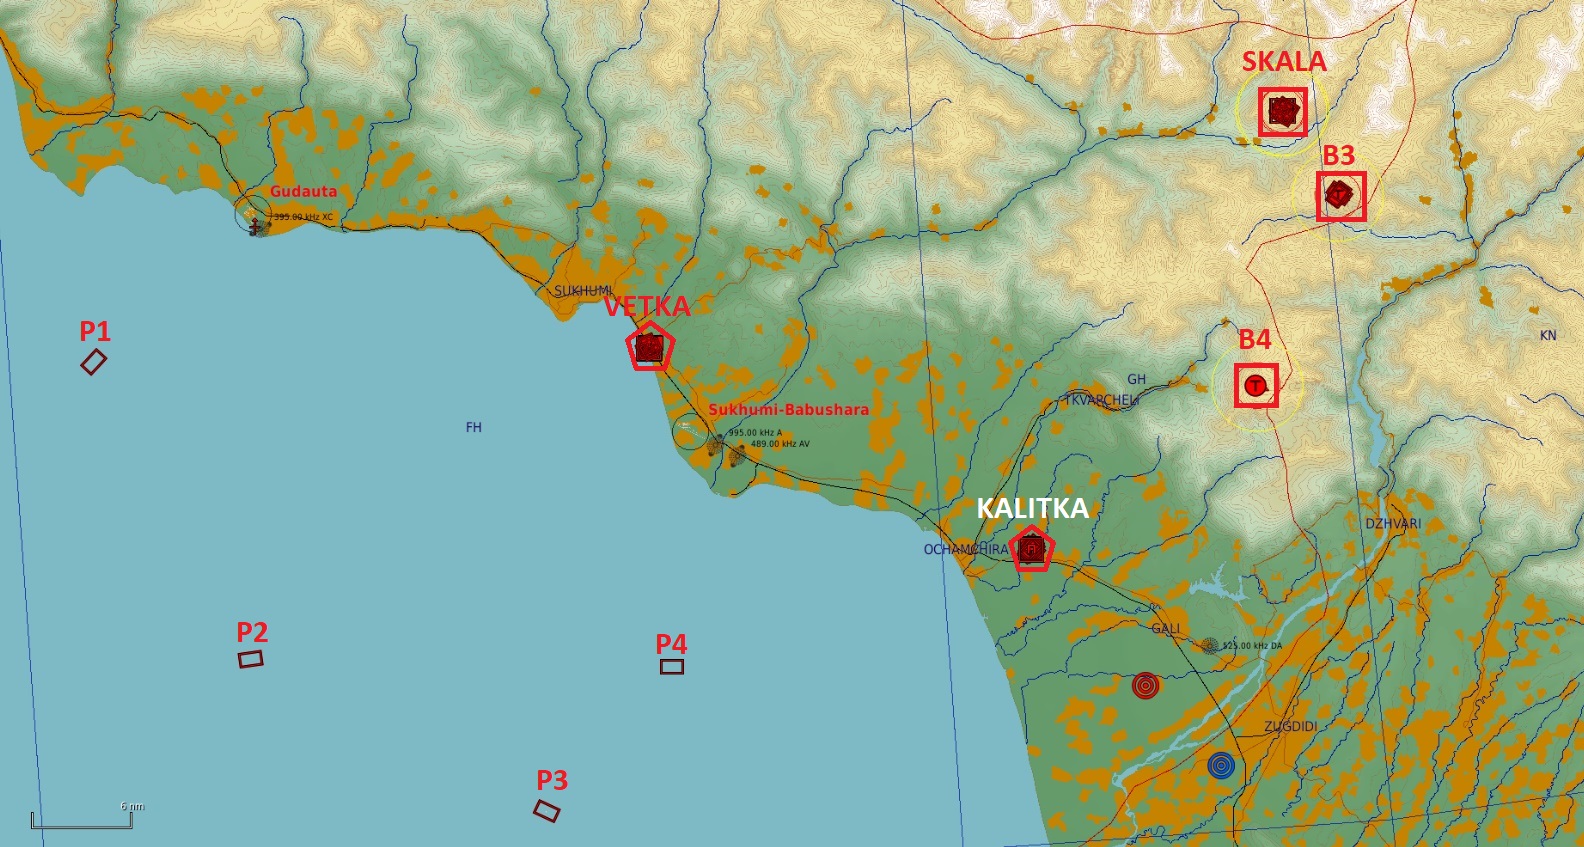 SKALA
B3
Gudauta
395.00 kHz XC
SUKHUMI
VETKA
P1
B4
KN
GH
TKVARCHELI
Sukhumi-Babushara
995.00 kHz A
489.00 kHz AV
FH
KALITKA
DZHVARI
OCHAMCHIRA
GALI
525.00 kHz DA
P2
P4
ZUGDIDI
P3
6 nm